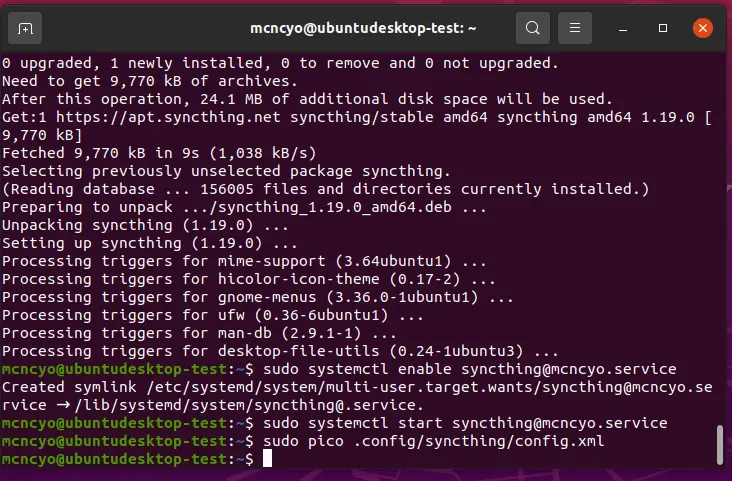 mcncyo@ubuntudesktop-test: ~
0 upgraded, 1 newly installed, 0 to remove and 0 not upgraded.
Need to get 9,770 kB of archives.
After this operation, 24.1 MB of additional disk space will be used.
Get:1 https://apt.syncthing.net syncthing/stable amd64 syncthing amd64 1.19.0 [
9,770 kB]
Fetched 9,770 kB in 9s (1,038 kB/s)
Selecting previously unselected package syncthing.
(Reading database ... 156005 files and directories currently installed.)
Preparing to unpack .../syncthing_1.19.0_amd64.deb ...
Unpacking syncthing (1.19.0) ...
Setting up syncthing (1.19.0) ...
Processing triggers for mime-support (3.64ubuntu1) ...
Processing triggers for hicolor-icon-theme (0.17-2) ...
Processing triggers for gnome-menus (3.36.0-1ubuntu1) ...
Processing triggers for ufw (0.36-6ubuntu1) ...
Processing triggers for man-db (2.9.1-1) ...
Processing triggers for desktop-file-utils (0.24-1ubuntu3) ...
mcncyo@ubuntudesktop-test:~$ sudo systemctl enable syncthing@mcncyo.service
Created symlink /etc/systemd/system/multi-user.target.wants/syncthing@mcncyo.se
rvice → /lib/systemd/system/syncthing@.service.
mcncyo@ubuntudesktop-test:~$ sudo systemctl start syncthing@mcncyo.service
mcncyo@ubuntudesktop-test:~$ sudo pico .config/syncthing/config.xml
mcncyo@ubuntudesktop-test:~$